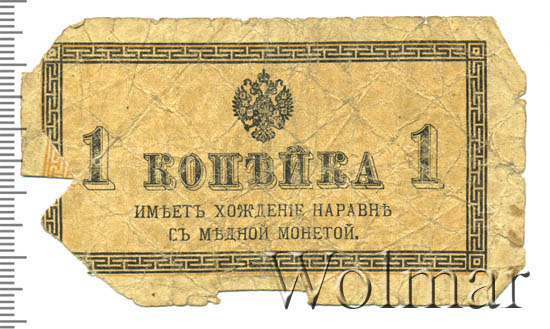 1 КОПѢЙКА 1
ИМѢЕТЪ ХОЖДЕНІЕ НАРАВНѢ
СЪ МѢДНОЙ МОНЕТОЙ.
Wolmar